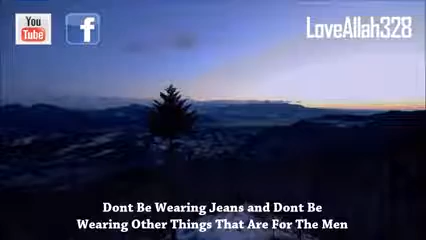 You
Tube
f
LoveAllah328
Dont Be Wearing Jeans and Dont Be
Wearing Other Things That Are For The Men